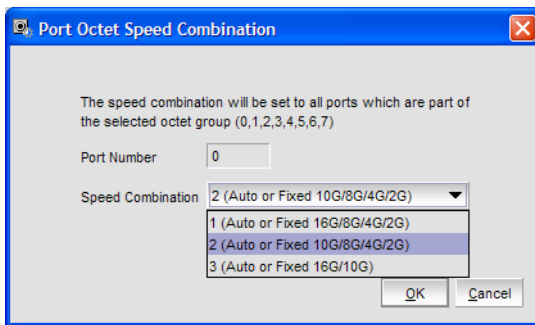 Port Octet Speed Combination
The speed combination will be set to all ports which are part of
the selected octet group (0,1,2,3,4,5,6,7)
Port Number 0
Speed Combination 2 (Auto or Fixed 10G/8G/4G/2G)
1 (Auto or Fixed 16G/8G/4G/2G)
2 (Auto or Fixed 10G/8G/4G/2G)
3 (Auto or Fixed 16G/10G)
OK Cancel